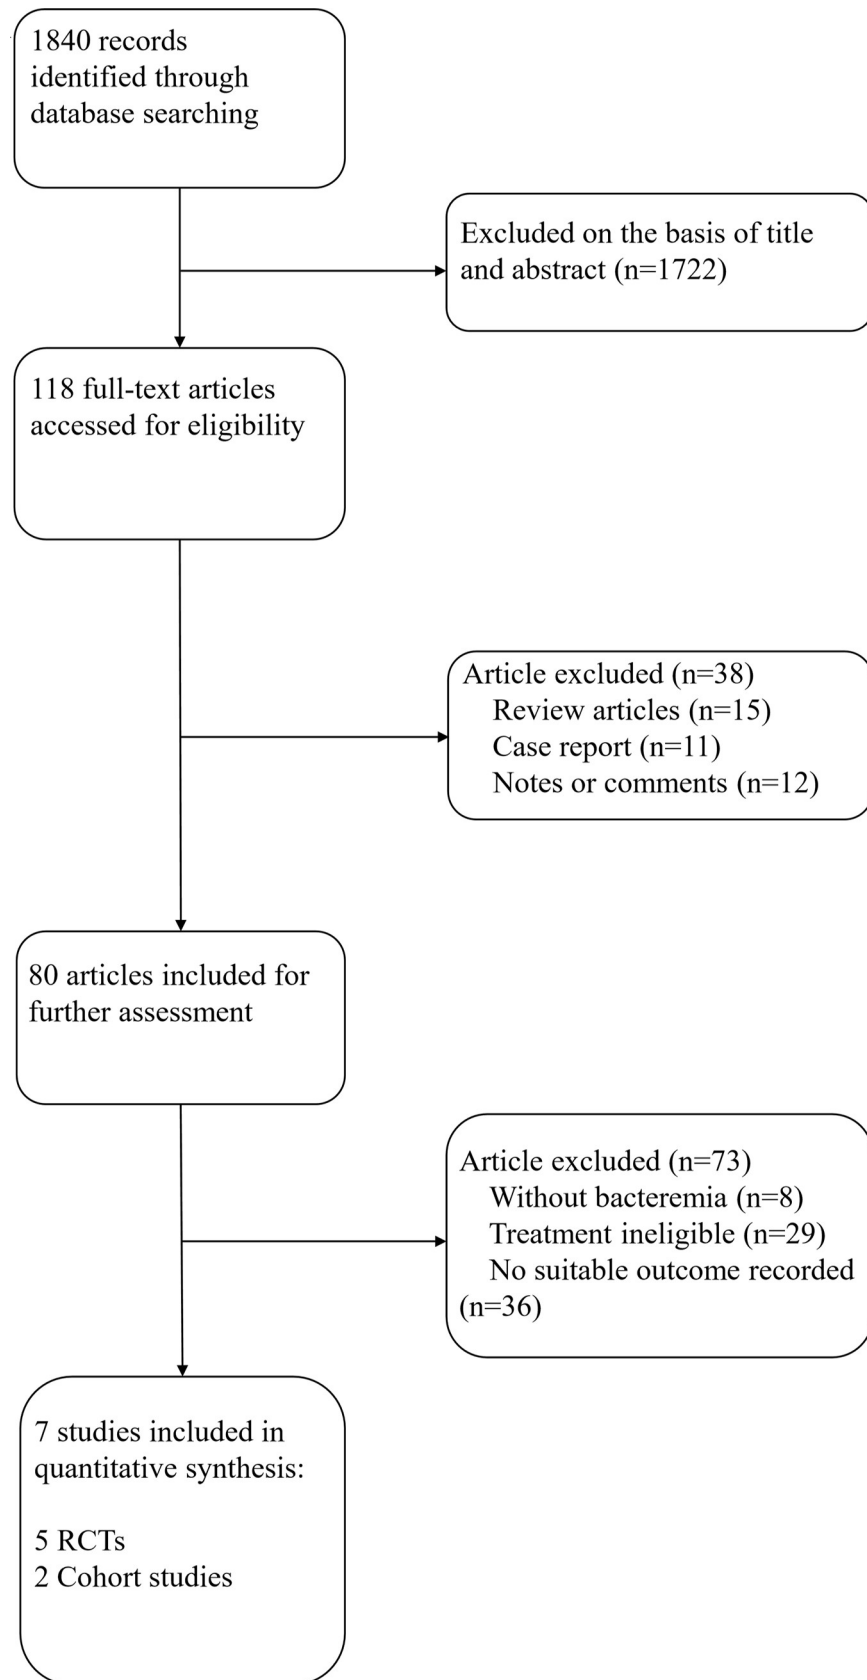 1840 records
identified through
database searching
Excluded on the basis of title
and abstract (n=1722)
118 full-text articles
accessed for eligibility
Article excluded (n=38)
Review articles (n=15)
Case report (n=11)
Notes or comments (n=12)
80 articles included for
further assessment
Article excluded (n=73)
Without bacteremia (n=8)
Treatment ineligible (n=29)
No suitable outcome recorded
(n=36)
7 studies included in
quantitative synthesis:
5 RCTs
2 Cohort studies